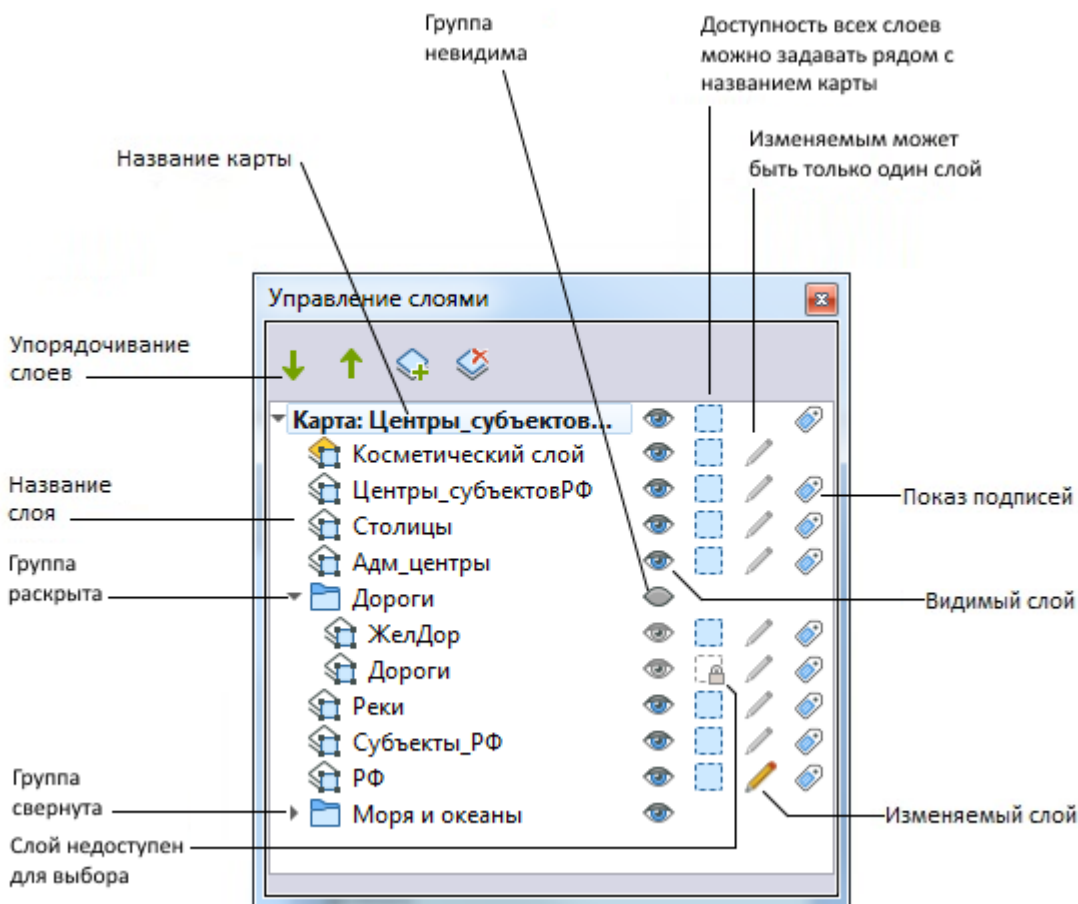 Группа
невидима
Доступность всех слоев
можно задавать рядом с
названием карты
Изменяемым может
быть только один слой
Название карты
Управление слоями
Упорядочивание
слоев
Карта: Центры_субъектов...
Косметический слой
Название
слоя
Центры_субъектовРФ
Показ подписей
Столицы
Адм_центры
Группа
раскрыта
Дороги
Видимый слой
ЖелДор
Дороги
Реки
Субъекты_РФ
РФ
Группа
свернута
Моря и океаны
Изменяемый слой
Слой недоступен
для выбора